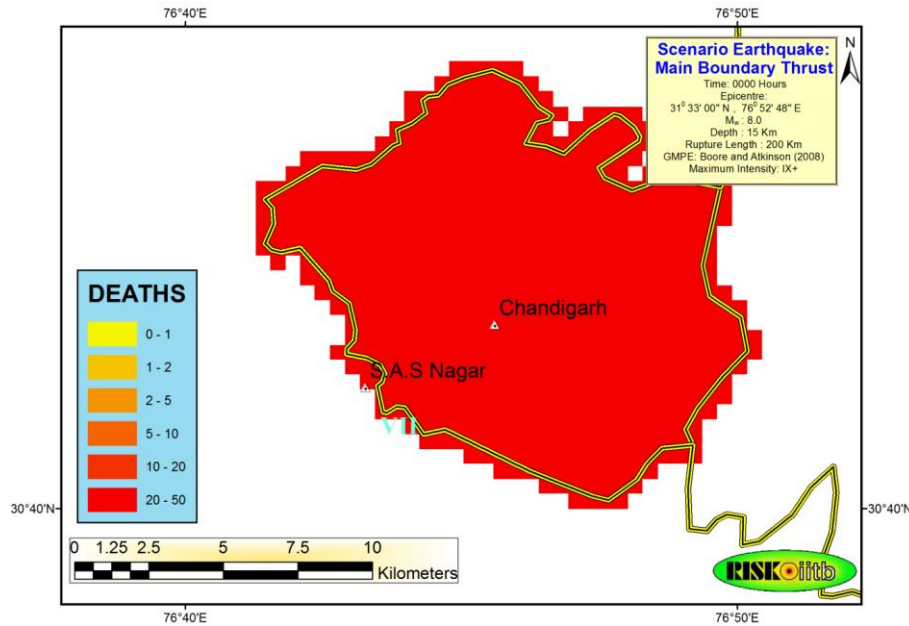 76°40'E
76°50'E
Scenario Earthquake:
Main Boundary Thrust
Time: 0000 Hours
Epicentre:
31⁰ 33' 00" N , 76⁰ 52' 48" E
Mw : 8.0
Depth : 15 Km
Rupture Length : 200 Km
GMPE: Boore and Atkinson (2008)
Maximum Intensity: IX+
N
DEATHS
0 - 1
1 - 2
2 - 5
5 - 10
10 - 20
20 - 50
Chandigarh
S.A.S Nagar
VII
30°40'N
30°40'N
0 1.25 2.5 5 7.5 10
Kilometers
RISKiitb
76°40'E
76°50'E